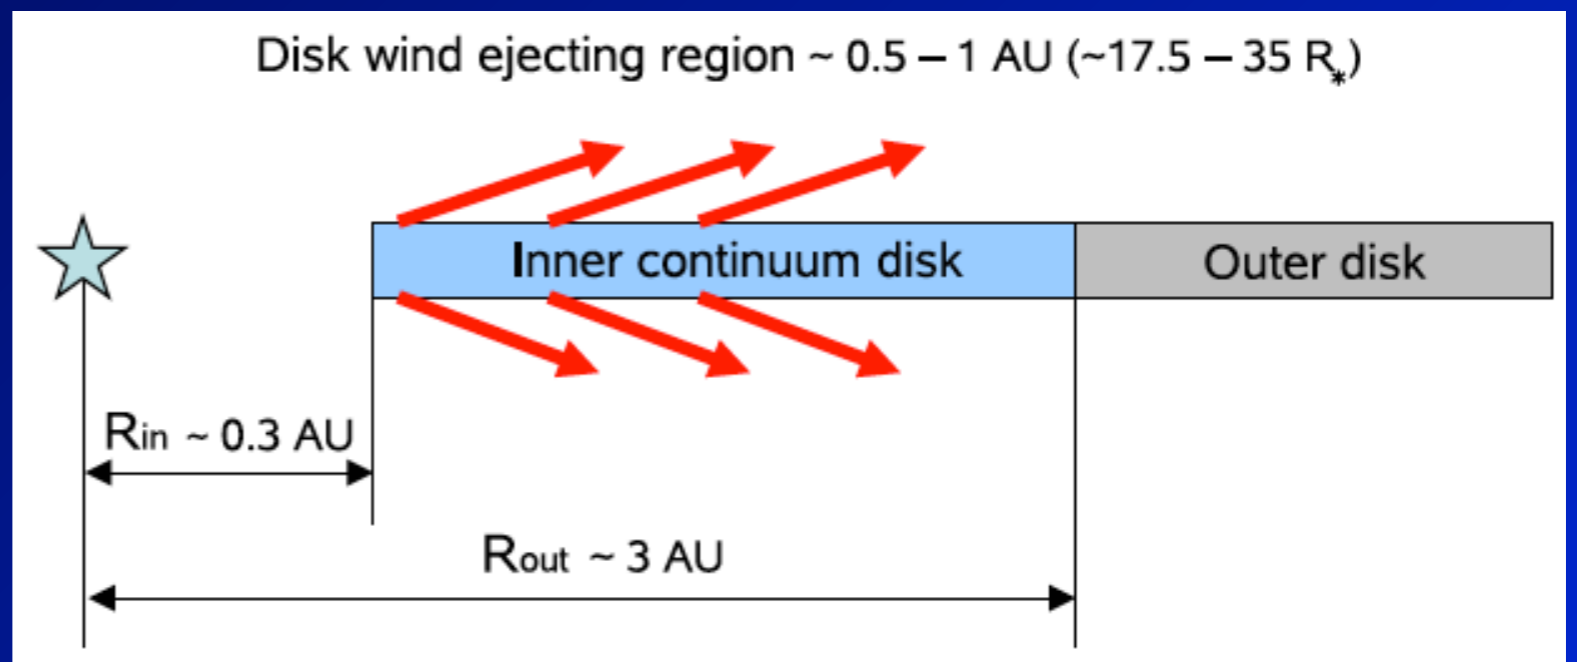 Disk wind ejecting region ~ 0.5 – 1 AU (~17.5 – 35 R*)
Inner continuum disk
Outer disk
Rin ~ 0.3 AU
Rout ~ 3 AU